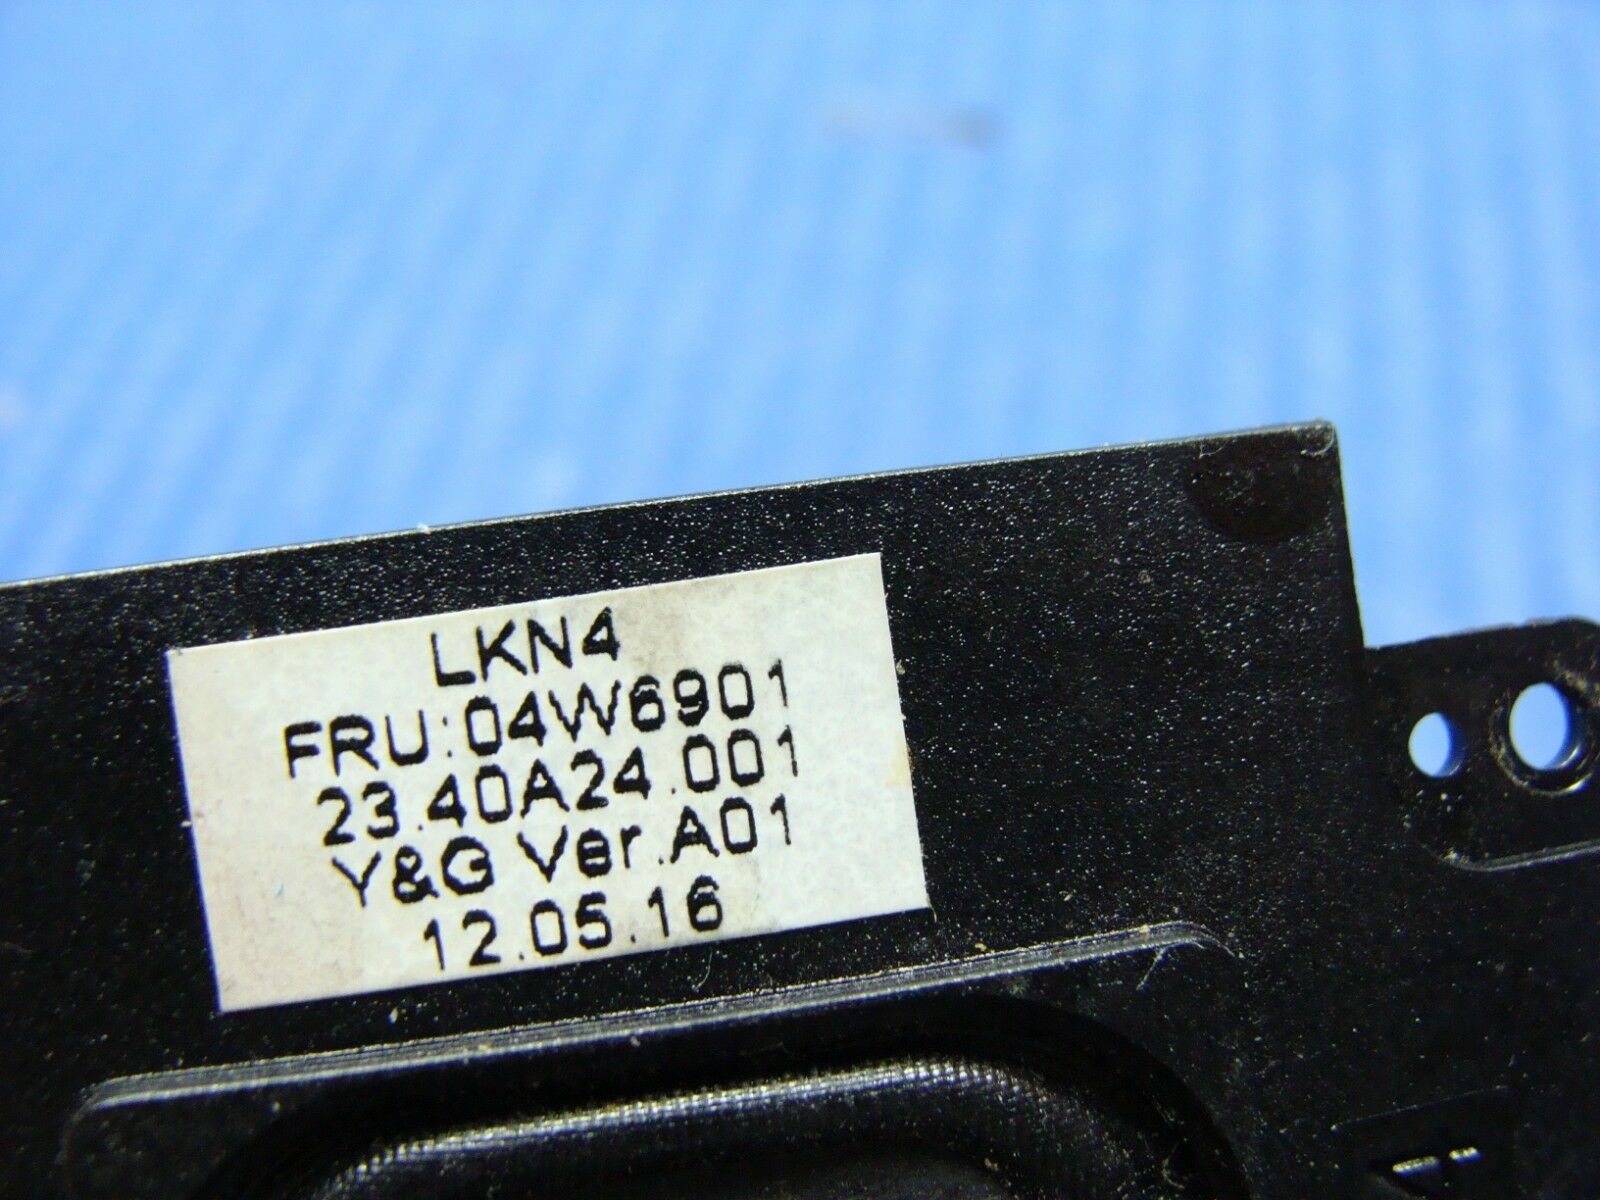 LKN4
FRU:04W6901
23.40A24.001
Y&G Ver.A01
12.05.16